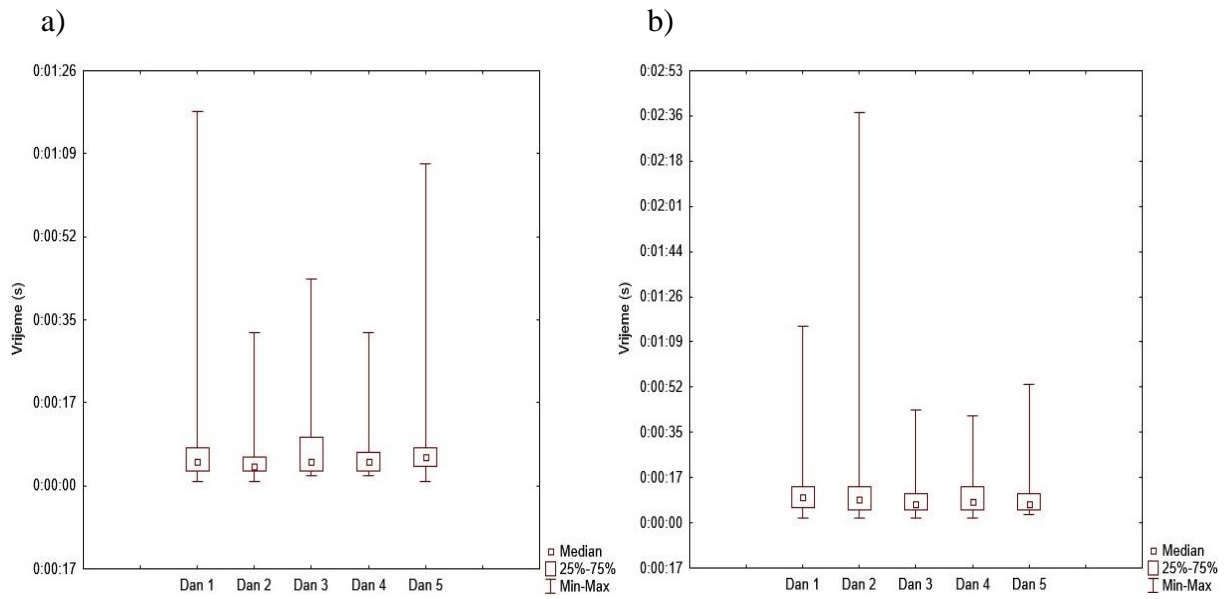 a)
0:01:26
0:01:09
0:00:52
0:00:35
0:00:17
0:00:00
0:00:17
Vrijeme (s)
Dan 1 Dan 2 Dan 3 Dan 4 Dan 5
Median
25%-75%
Min-Max
b)
0:02:53
0:02:36
0:02:18
0:02:01
0:01:44
0:01:26
0:01:09
0:00:52
0:00:35
0:00:17
0:00:00
0:00:17
Vrijeme (s)
Dan 1 Dan 2 Dan 3 Dan 4 Dan 5
Median
25%-75%
Min-Max